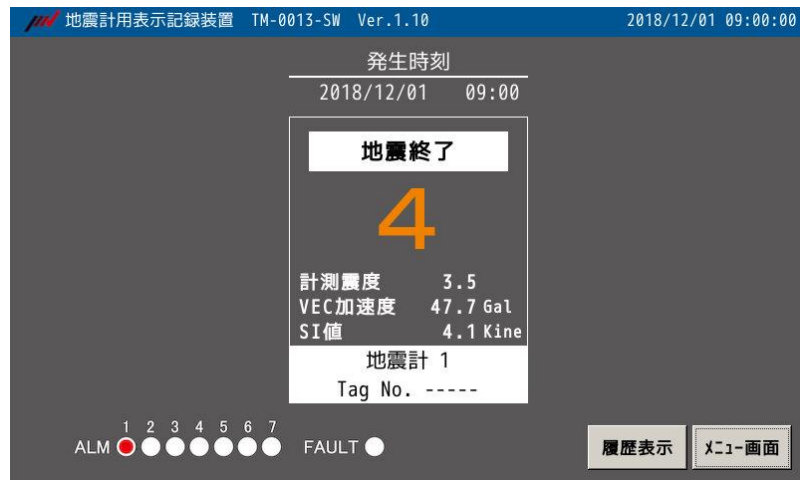 地震計用表示記録装置 TM-0013-SW Ver.1.10 2018/12/01 09:00:00
発生時刻
2018/12/01 09:00
地震終了
4
計測震度 3.5
VEC加速度 47.7 Gal
SI値 4.1 Kine
地震計 1
Tag No. -----
1 2 3 4 5 6 7
ALM FAULT
履歴表示 ﾒﾆｭｰ画面